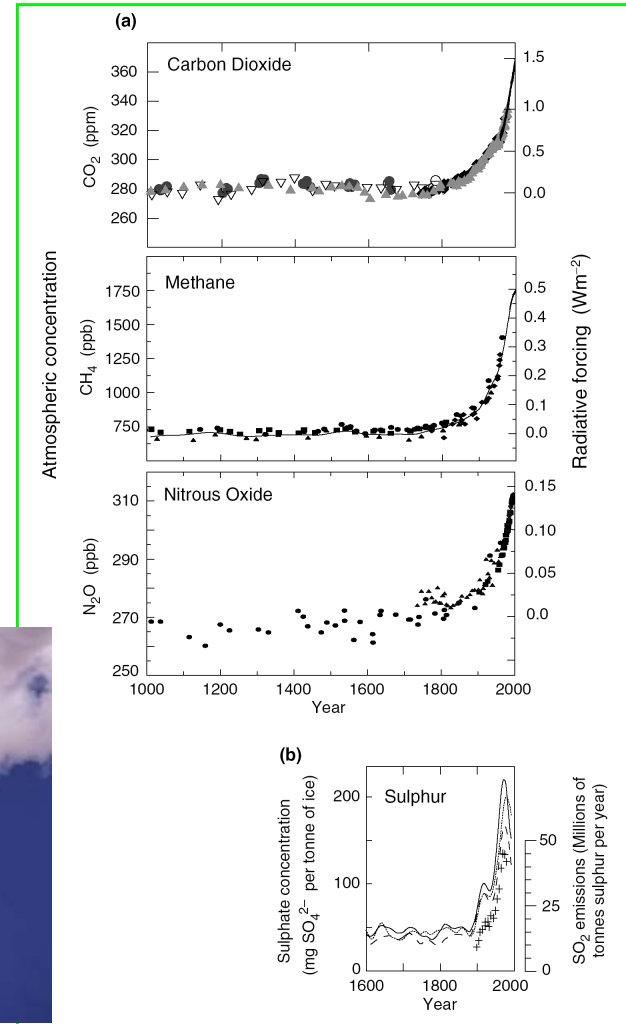 (a)
Carbon Dioxide
CO₂ (ppm)
360
340
320
300
280
260
1.5
1.0
0.5
0.0
Methane
CH₄ (ppb)
1750
1500
1250
1000
750
0.5
0.4
0.3
0.2
0.1
0.0
Atmospheric concentration
Radiative forcing (Wm⁻²)
Nitrous Oxide
N₂O (ppb)
310
290
270
250
0.15
0.10
0.05
0.0
1000 1200 1400 1600 1800 2000
Year
(b)
Sulphur
Sulphate concentration
(mg SO₄²⁻ per tonne of ice)
200
100
0
50
25
0
SO₂ emissions (Millions of
tonnes sulphur per year)
1600 1800 2000
Year